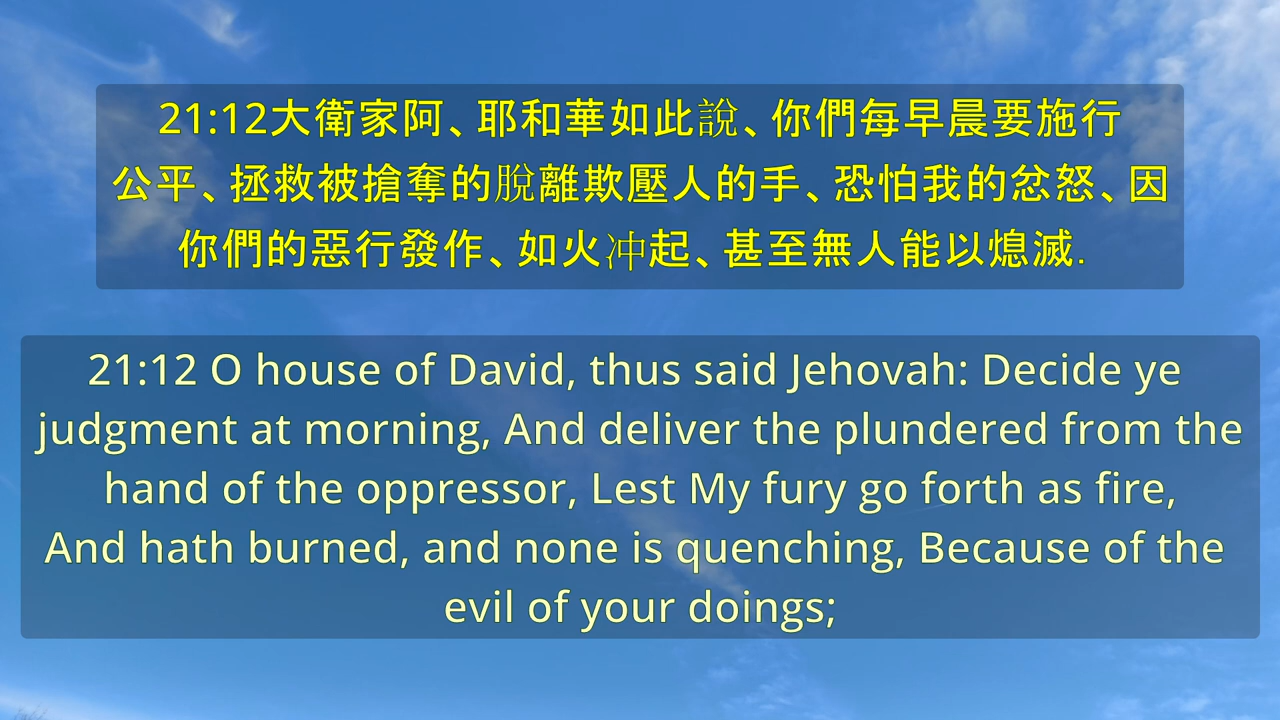 21:12大衛家阿、耶和華如此說、你們每早晨要施行
公平、拯救被搶奪的脫離欺壓人的手、恐怕我的忿怒、因
你們的惡行發作、如火冲起、甚至無人能以熄滅.
21:12 O house of David, thus said Jehovah: Decide ye
judgment at morning, And deliver the plundered from the
hand of the oppressor, Lest My fury go forth as fire,
And hath burned, and none is quenching, Because of the
evil of your doings;